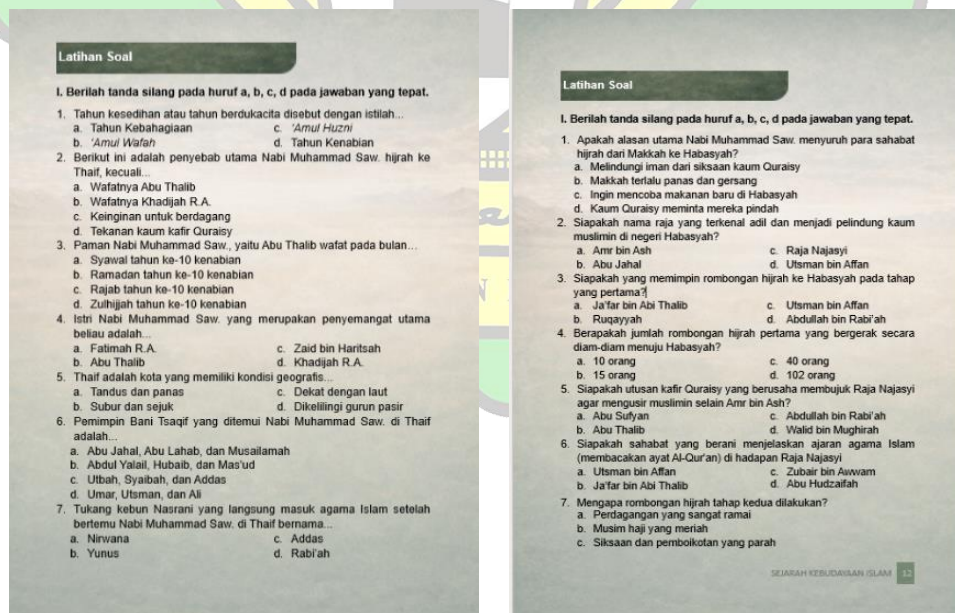 Latihan Soal
I. Berilah tanda silang pada huruf a, b, c, d pada jawaban yang tepat.
1. Tahun kesedihan atau tahun berdukacita disebut dengan istilah...
a. Tahun Kebahagiaan c. 'Amul Huzni
b. 'Amul Wafah d. Tahun Kenabian
2. Berikut ini adalah penyebab utama Nabi Muhammad Saw. hijrah ke
Thaif, kecuali...
a. Wafatnya Abu Thalib
b. Wafatnya Khadijah R.A.
c. Keinginan untuk berdagang
d. Tekanan kaum kafir Quraisy
3. Paman Nabi Muhammad Saw., yaitu Abu Thalib wafat pada bulan...
a. Syawal tahun ke-10 kenabian
b. Ramadan tahun ke-10 kenabian
c. Rajab tahun ke-10 kenabian
d. Zulhijjah tahun ke-10 kenabian
4. Istri Nabi Muhammad Saw. yang merupakan penyemangat utama
beliau adalah...
a. Fatimah R.A. c. Zaid bin Haritsah
b. Abu Thalib d. Khadijah R.A.
5. Thaif adalah kota yang memiliki kondisi geografis...
a. Tandus dan panas c. Dekat dengan laut
b. Subur dan sejuk d. Dikelilingi gurun pasir
6. Pemimpin Bani Tsaqif yang ditemui Nabi Muhammad Saw. di Thaif
adalah...
a. Abu Jahal, Abu Lahab, dan Musailamah
b. Abdul Yalail, Hubaib, dan Mas'ud
c. Utbah, Syaibah, dan Addas
d. Umar, Utsman, dan Ali
7. Tukang kebun Nasrani yang langsung masuk agama Islam setelah
bertemu Nabi Muhammad Saw. di Thaif bernama...
a. Nirwana c. Addas
b. Yunus d. Rabi'ah
Latihan Soal
I. Berilah tanda silang pada huruf a, b, c, d pada jawaban yang tepat.
1. Apakah alasan utama Nabi Muhammad Saw. menyuruh para sahabat
hijrah dari Makkah ke Habasyah?
a. Melindungi iman dari siksaan kaum Quraisy
b. Makkah terlalu panas dan gersang
c. Ingin mencoba makanan baru di Habasyah
d. Kaum Quraisy meminta mereka pindah
2. Siapakah nama raja yang terkenal adil dan menjadi pelindung kaum
muslimin di negeri Habasyah?
a. Amr bin Ash c. Raja Najasyi
b. Abu Jahal d. Utsman bin Affan
3. Siapakah yang memimpin rombongan hijrah ke Habasyah pada tahap
yang pertama?
a. Ja'far bin Abi Thalib c. Utsman bin Affan
b. Ruqayyah d. Abdullah bin Rabi'ah
4. Berapakah jumlah rombongan hijrah pertama yang bergerak secara
diam-diam menuju Habasyah?
a. 10 orang c. 40 orang
b. 15 orang d. 102 orang
5. Siapakah utusan kafir Quraisy yang berusaha membujuk Raja Najasyi
agar mengusir muslimin selain Amr bin Ash?
a. Abu Sufyan c. Abdullah bin Rabi'ah
b. Abu Thalib d. Walid bin Mughirah
6. Siapakah sahabat yang berani menjelaskan ajaran agama Islam
(membacakan ayat Al-Qur'an) di hadapan Raja Najasyi
a. Utsman bin Affan c. Zubair bin Awwam
b. Ja'far bin Abi Thalib d. Abu Hudzaifah
7. Mengapa rombongan hijrah tahap kedua dilakukan?
a. Perdagangan yang sangat ramai
b. Musim haji yang meriah
c. Siksaan dan pemboikotan yang parah
SEJARAH KEBUDAYAAN ISLAM 12